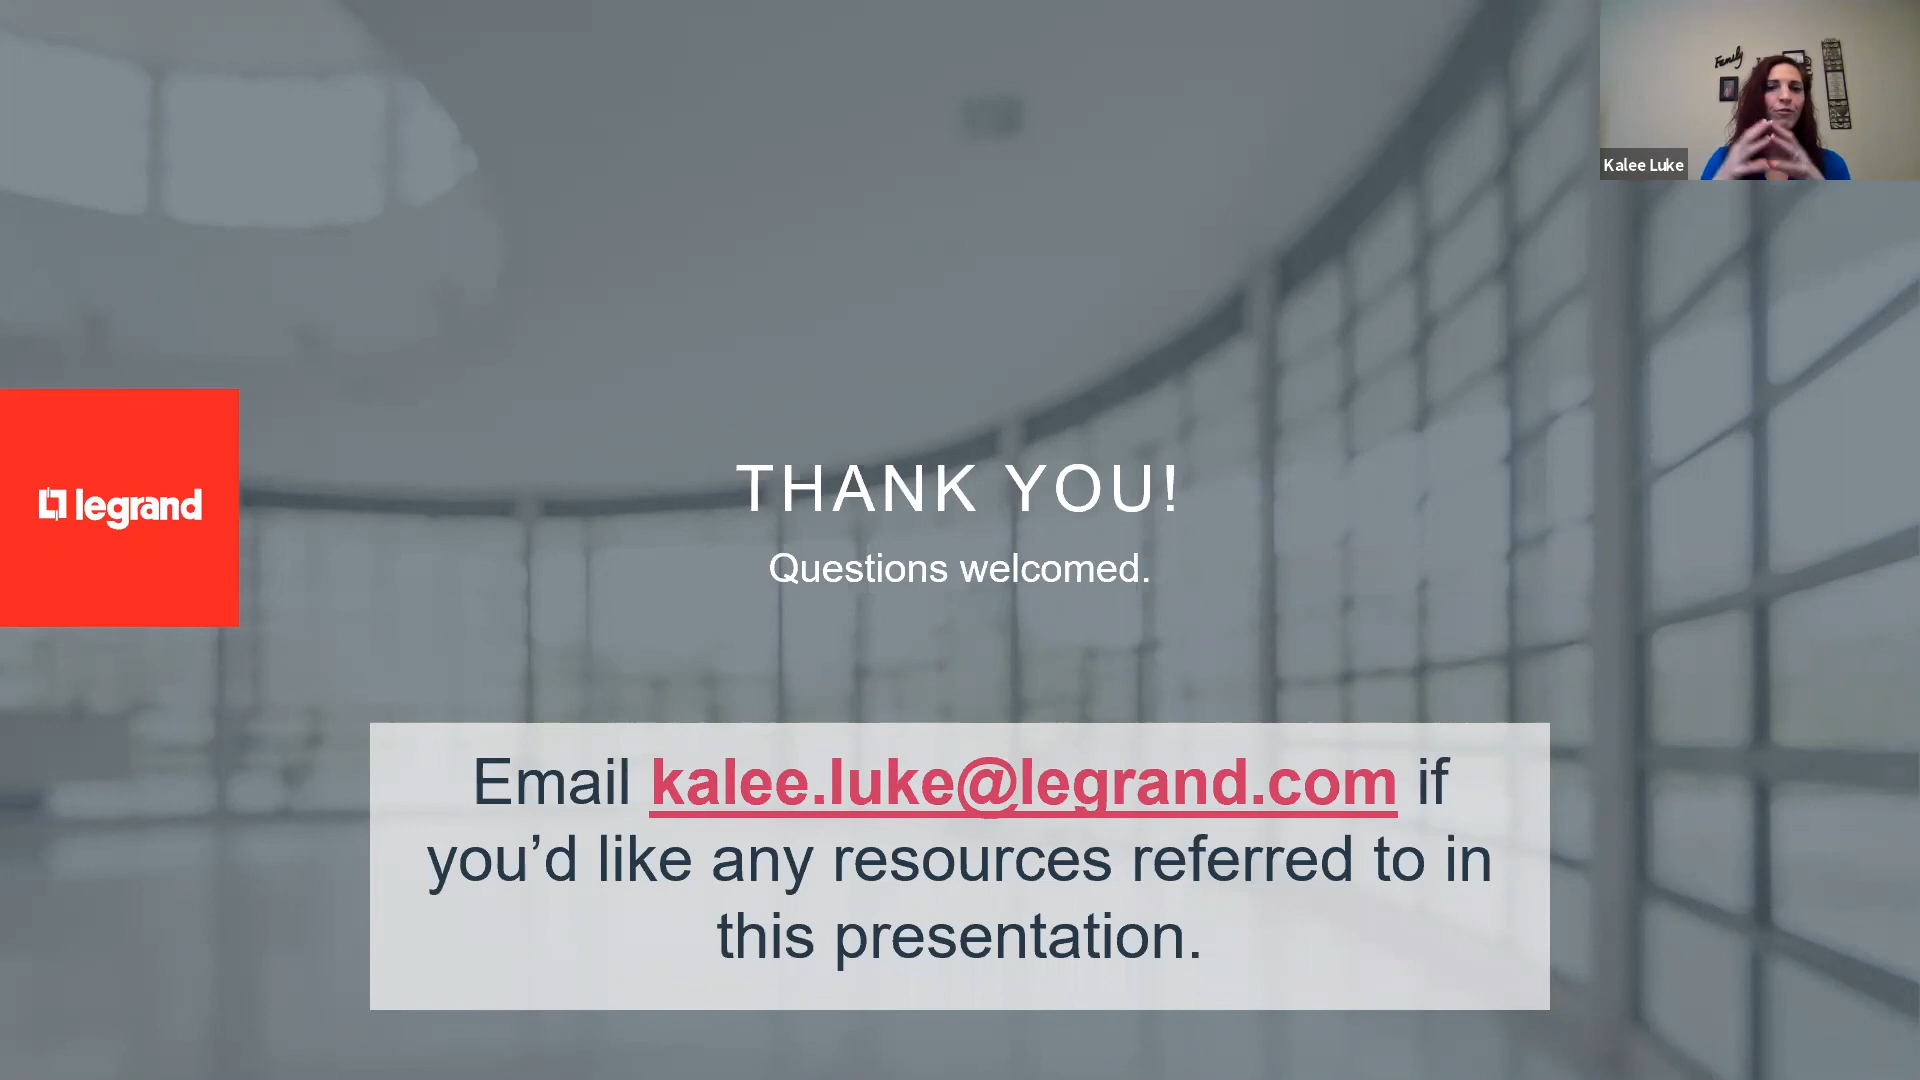 Family
Kalee Luke
legrand
THANK YOU!
Questions welcomed.
Email kalee.luke@legrand.com if
you’d like any resources referred to in
this presentation.